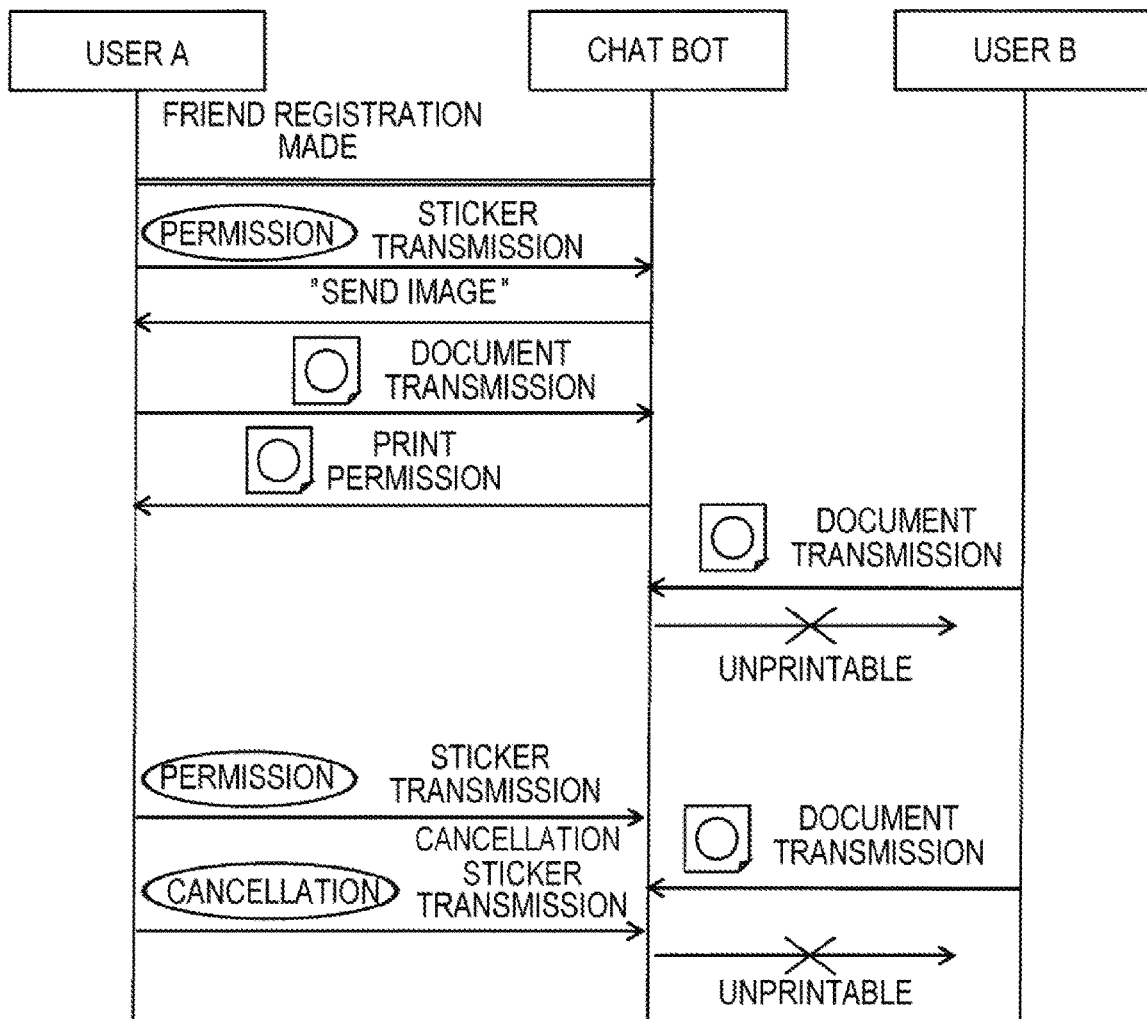 USER A
CHAT BOT
USER B
FRIEND REGISTRATION
MADE
PERMISSION
STICKER
TRANSMISSION
"SEND IMAGE"
DOCUMENT
TRANSMISSION
PRINT
PERMISSION
DOCUMENT
TRANSMISSION
UNPRINTABLE
PERMISSION
STICKER
TRANSMISSION
DOCUMENT
TRANSMISSION
CANCELLATION
CANCELLATION
STICKER
TRANSMISSION
UNPRINTABLE